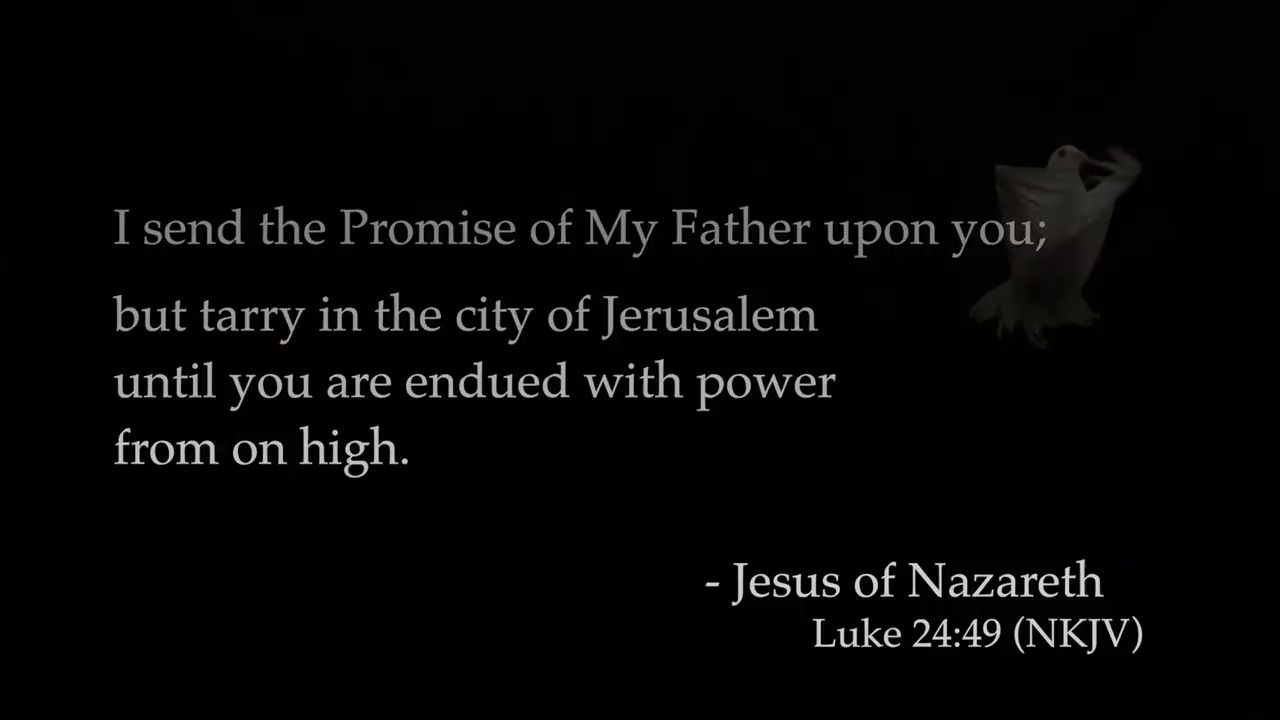 I send the Promise of My Father upon you;
but tarry in the city of Jerusalem
until you are endued with power
from on high.
- Jesus of Nazareth
Luke 24:49 (NKJV)